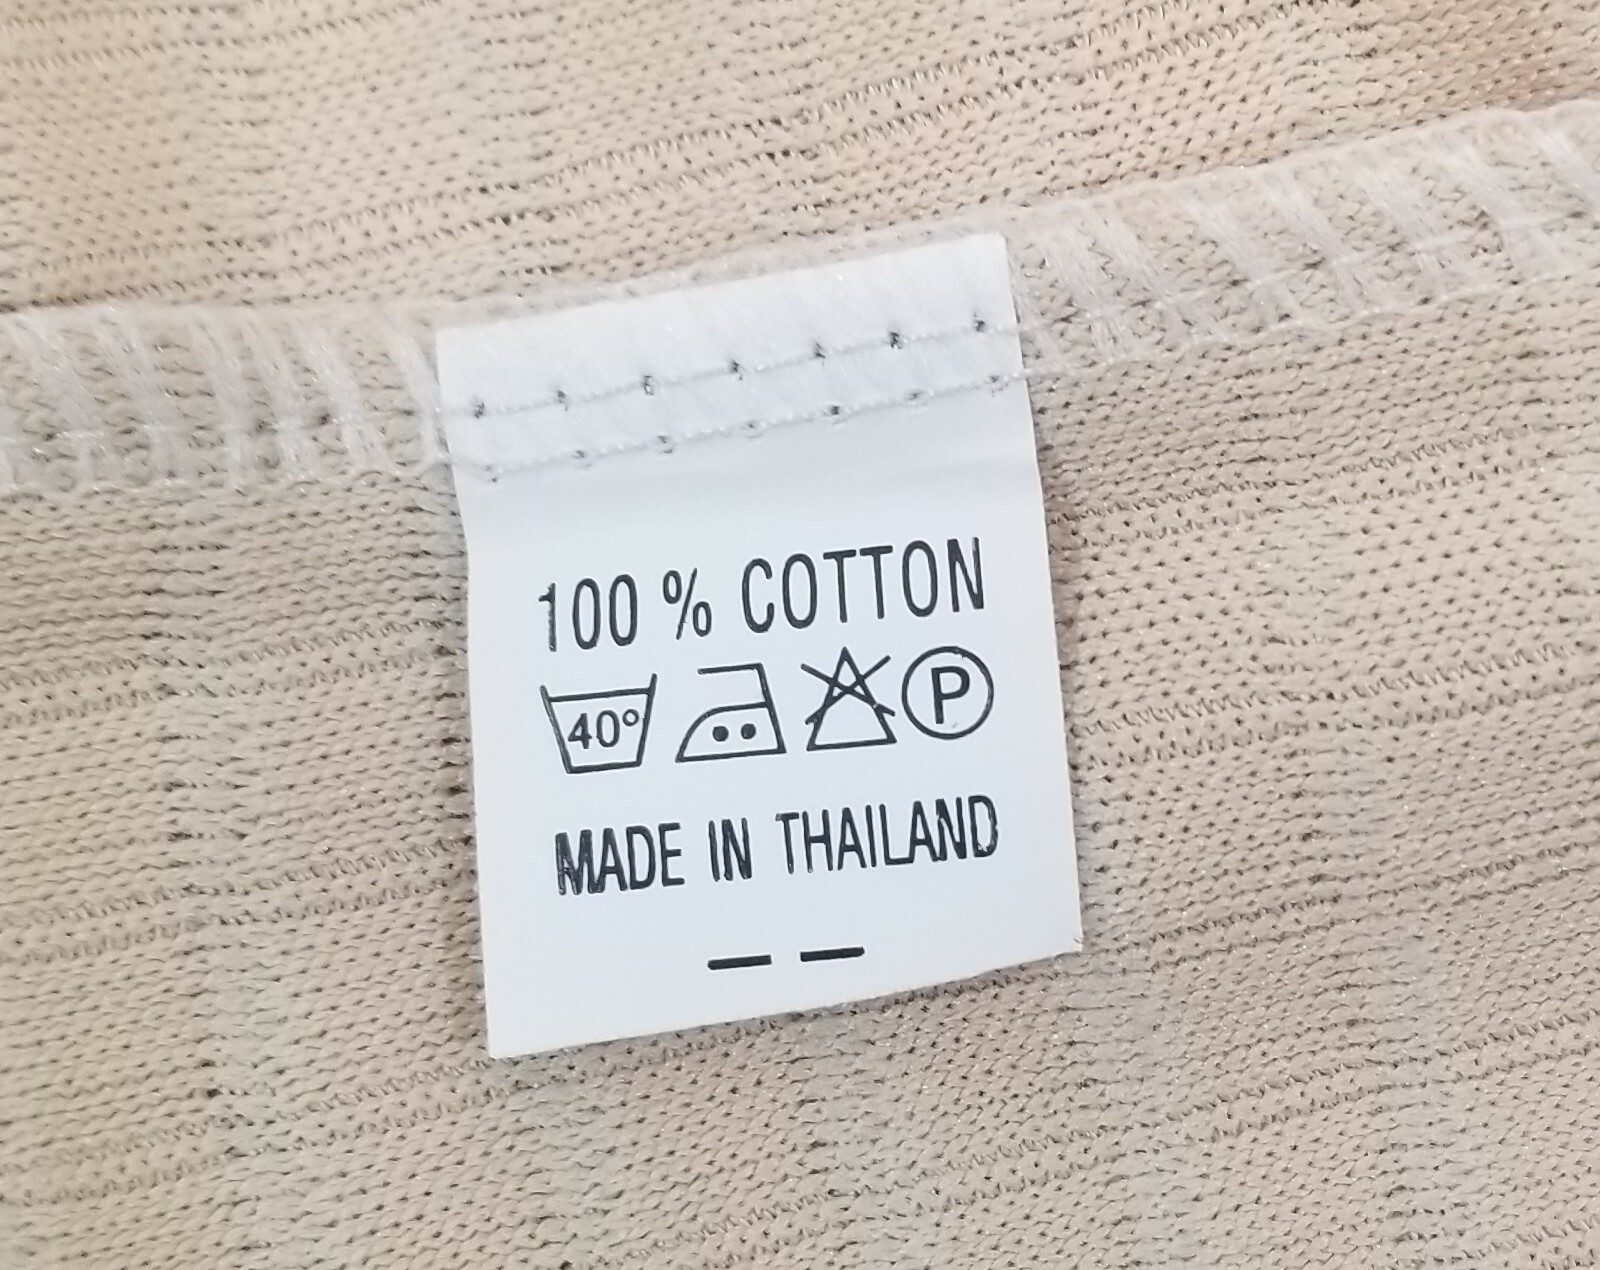 100 % COTTON
40° P
MADE IN THAILAND
— —